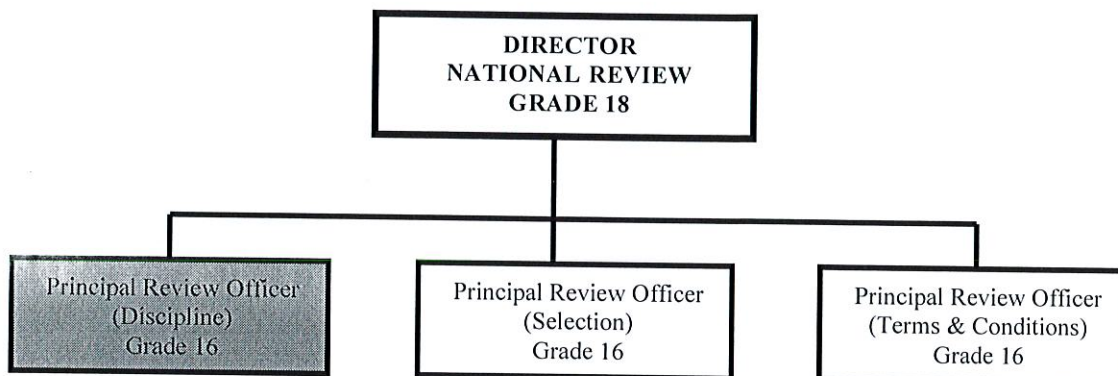 DIRECTOR
NATIONAL REVIEW
GRADE 18
Principal Review Officer
(Discipline)
Grade 16
Principal Review Officer
(Selection)
Grade 16
Principal Review Officer
(Terms & Conditions)
Grade 16